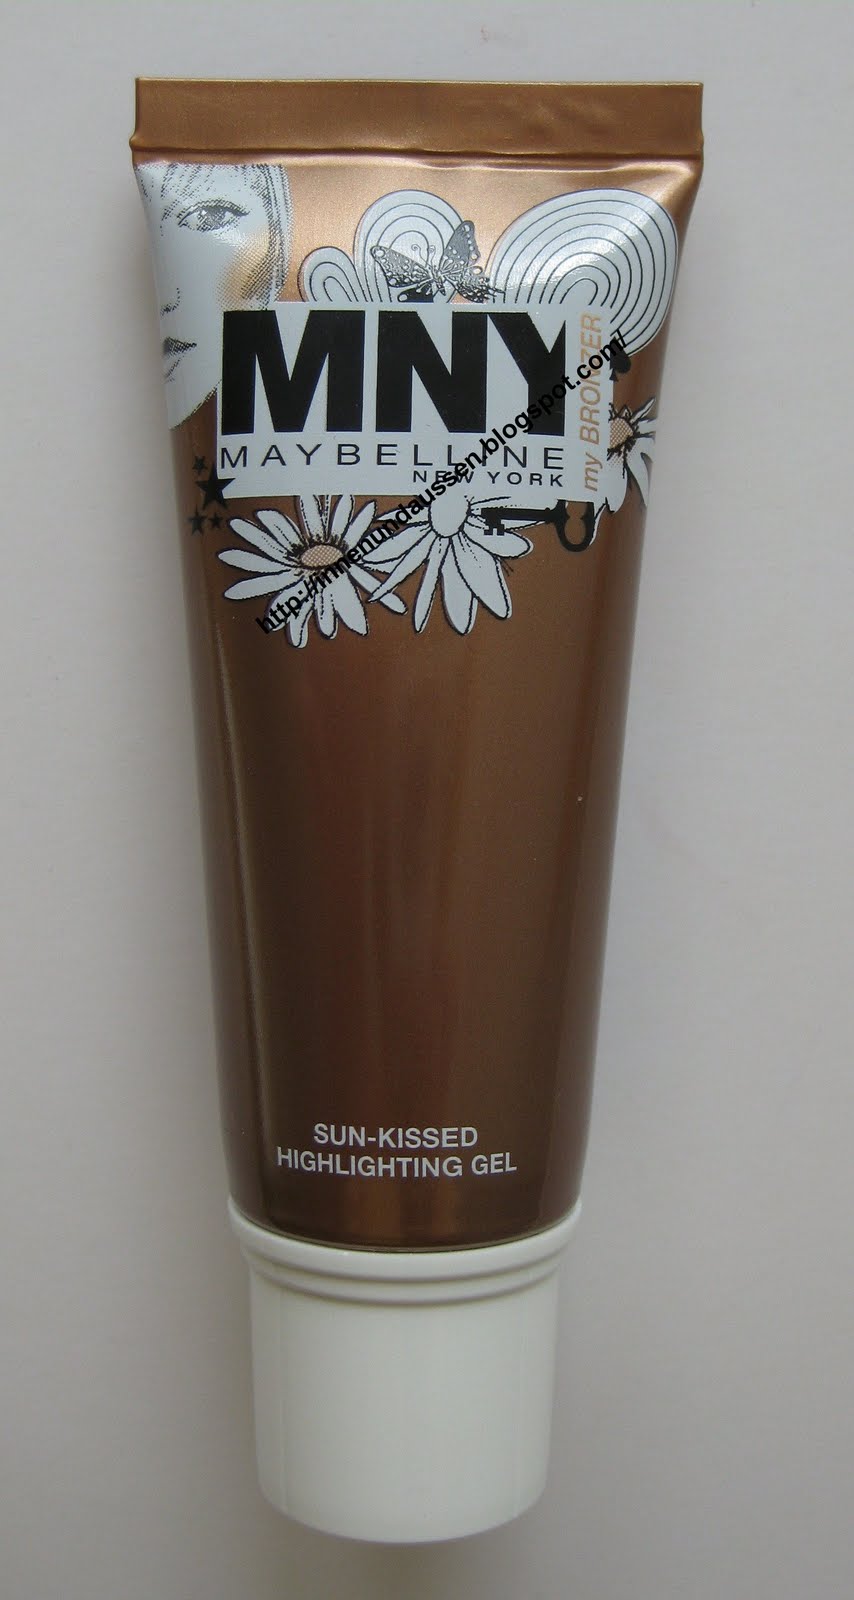 MNY
MAYBELLINE
NEW YORK
my BRONZER
http://innenundaussen.blogspot.com/
SUN-KISSED
HIGHLIGHTING GEL